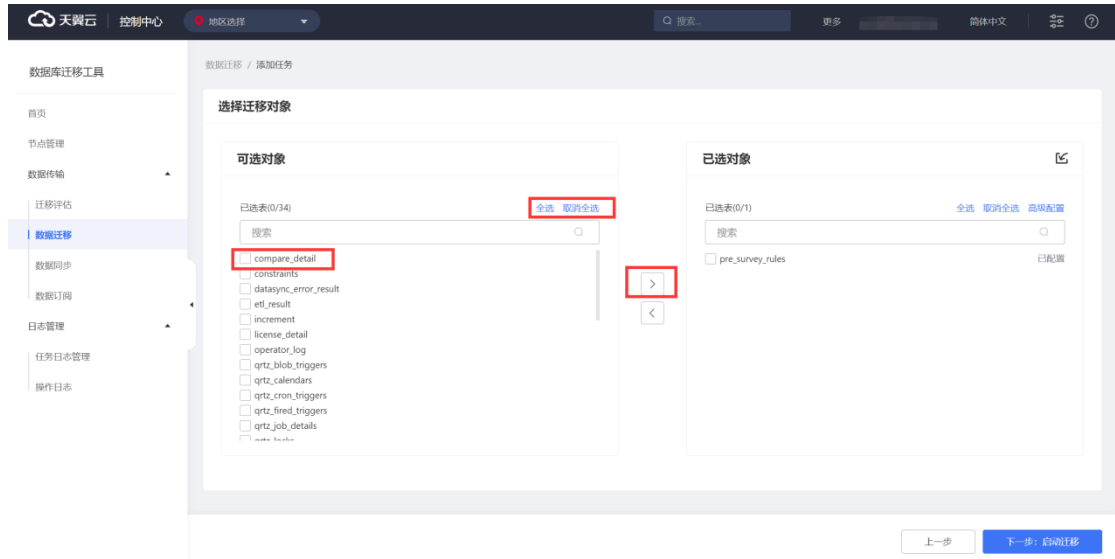 天翼云 控制中心 地区选择 搜索... 更多 简体中文
数据库迁移工具
首页
节点管理
数据传输
迁移评估
数据迁移
数据同步
数据订阅
日志管理
任务日志管理
操作日志
数据迁移 / 添加任务
选择迁移对象
可选对象
已选表(0/34) 全选 取消全选
搜索
compare_detail
constraints
datasync_error_result
etl_result
increment
license_detail
operator_log
qrtz_blob_triggers
qrtz_calendars
qrtz_cron_triggers
qrtz_fired_triggers
qrtz_job_details
已选对象
已选表(0/1) 全选 取消全选 高级配置
搜索
pre_survey_rules 已配置
上一步 下一步：启动迁移